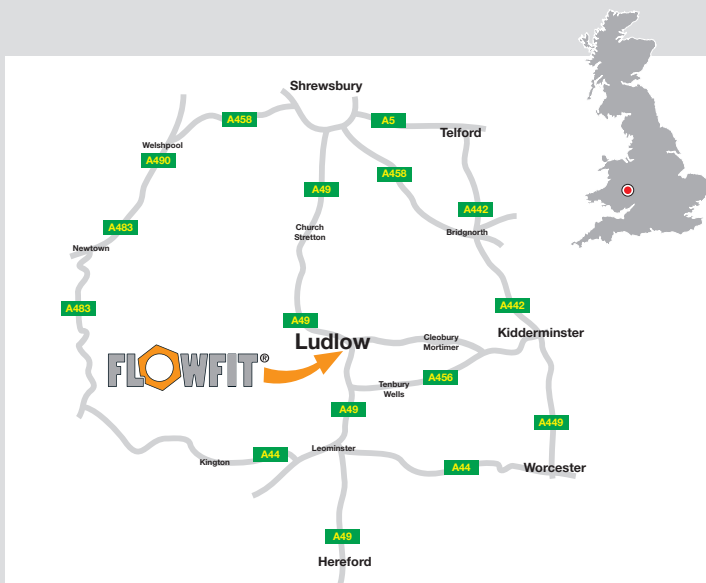 Shrewsbury
A458
A5
Telford
Welshpool
A490
A458
A49
A442
Church
Stretton
Bridgnorth
A483
Newtown
A483
A442
A49
Ludlow
Cleobury
Mortimer
Kidderminster
FLOWFIT®
A456
Tenbury
Wells
A49
A449
Leominster
A44
Kington
A44
Worcester
A49
Hereford